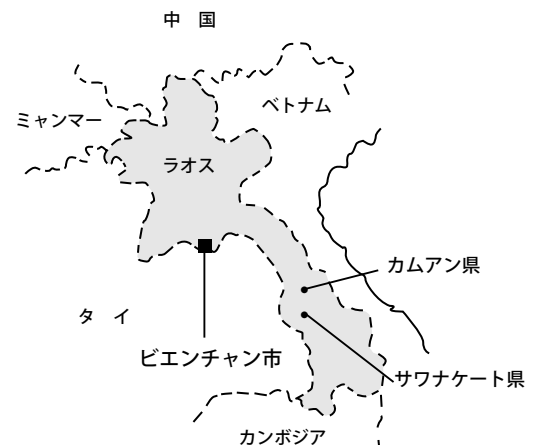 中　国
ベトナム
ミャンマー
ラオス
カムアン県
タ　イ
ビエンチャン市
サワナケート県
カンボジア